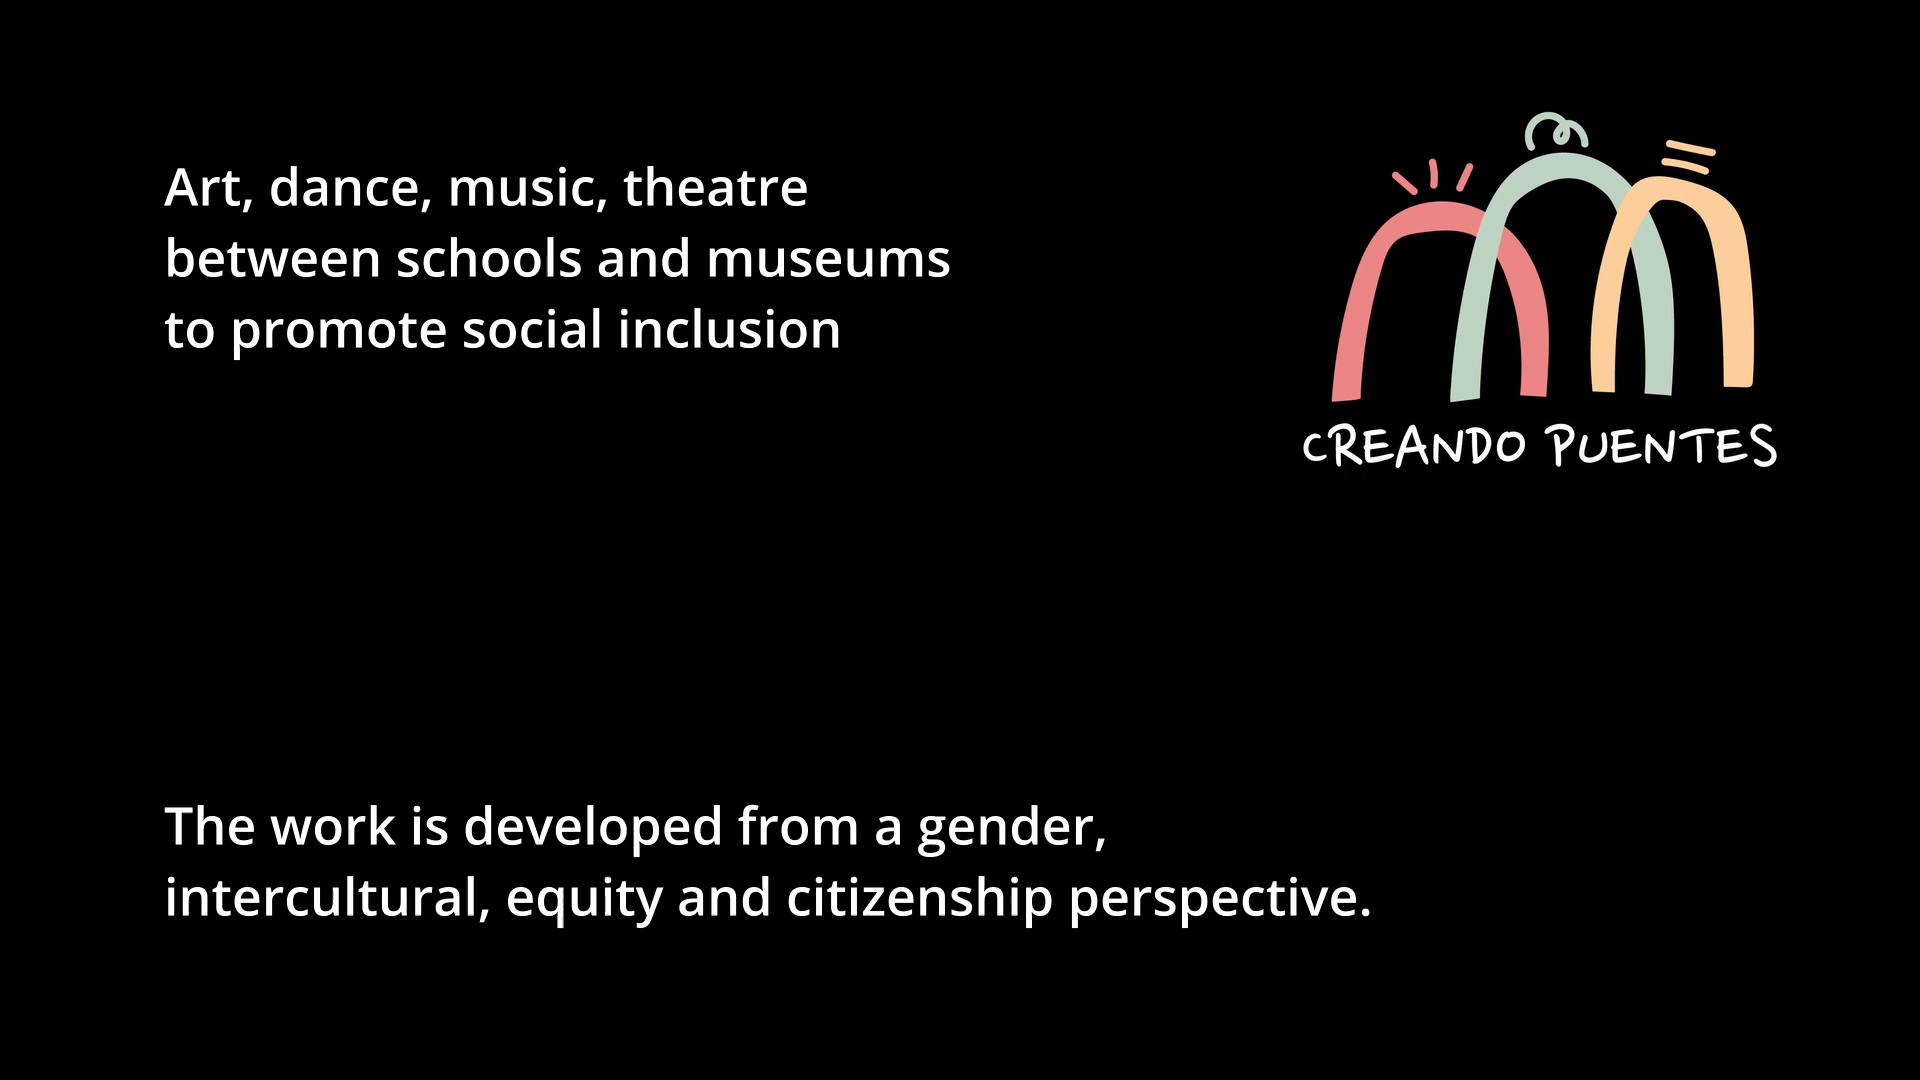 Art, dance, music, theatre
between schools and museums
to promote social inclusion
CREANDO PUENTES
The work is developed from a gender,
intercultural, equity and citizenship perspective.